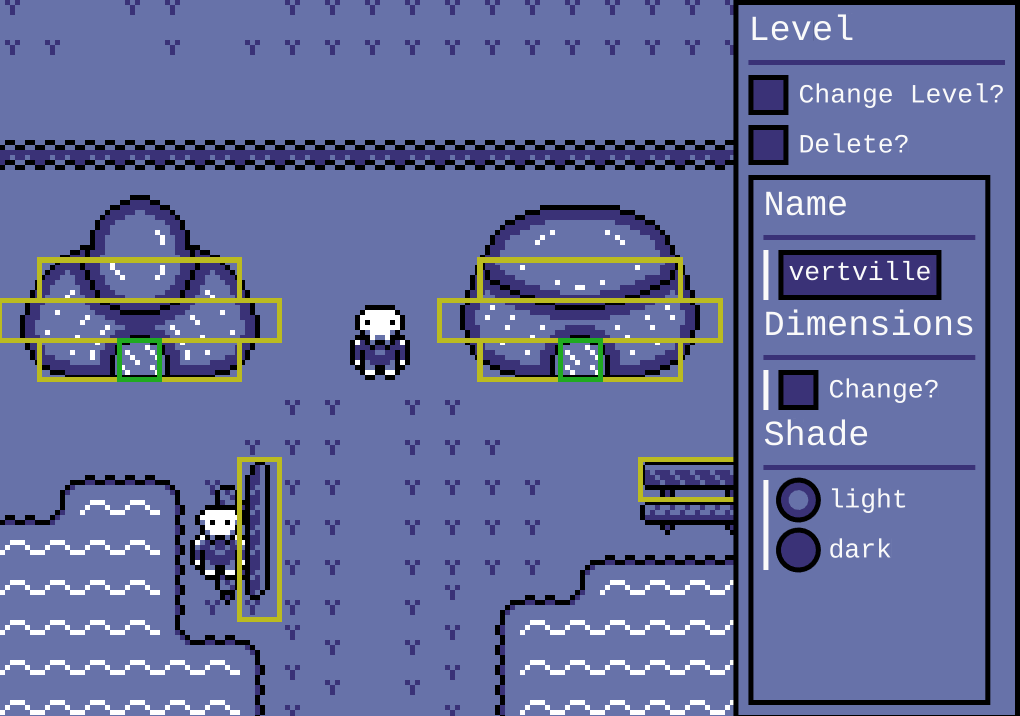 Level
Change Level?
Delete?
Name
vertville
Dimensions
Change?
Shade
light
dark